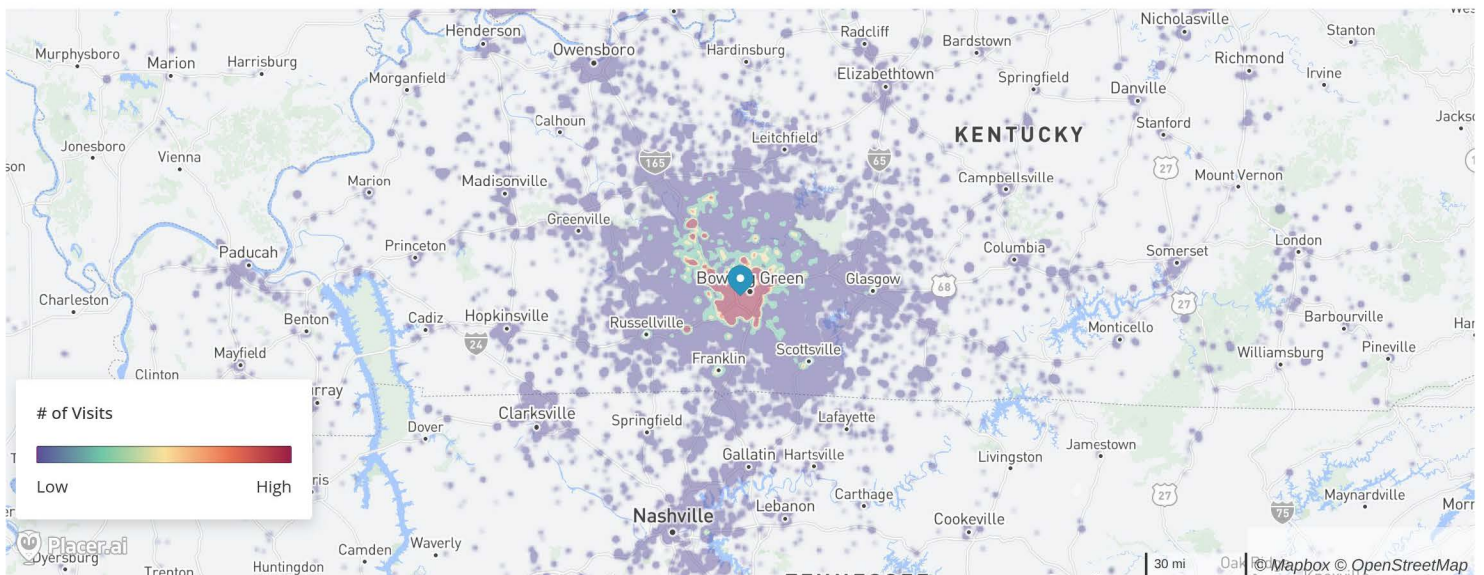 Nicholasville
Henderson
Radcliff
Stanton
Murphysboro
Marion
Harrisburg
Owensboro
Hardinsburg
Bardstown
Richmond
Morganfield
Elizabethtown
Springfield
Irvine
Danville
Calhoun
KENTUCKY
Stanford
Jonesboro
Leitchfield
Vienna
165
65
27
son
Marion
Madisonville
Campbellsville
Mount Vernon
Greenville
Paducah
Princeton
Columbia
Somerset
London
Glasgow
68
Charleston
Benton
Cadiz
Hopkinsville
Russellville
27
Monticello
Barbourville
24
Mayfield
Franklin
Scottsville
Williamsburg
Pineville
Clinton
Clarksville
Springfield
Lafayette
Dover
Jamestown
Gallatin
Hartsville
Livingston
Carthage
27
Maynardville
Nashville
Lebanon
Cookeville
75
Waverly
Camden
Huntingdon
Trenton
# of Visits
Low
High
Placer.ai
30 mi
© Mapbox © OpenStreetMap